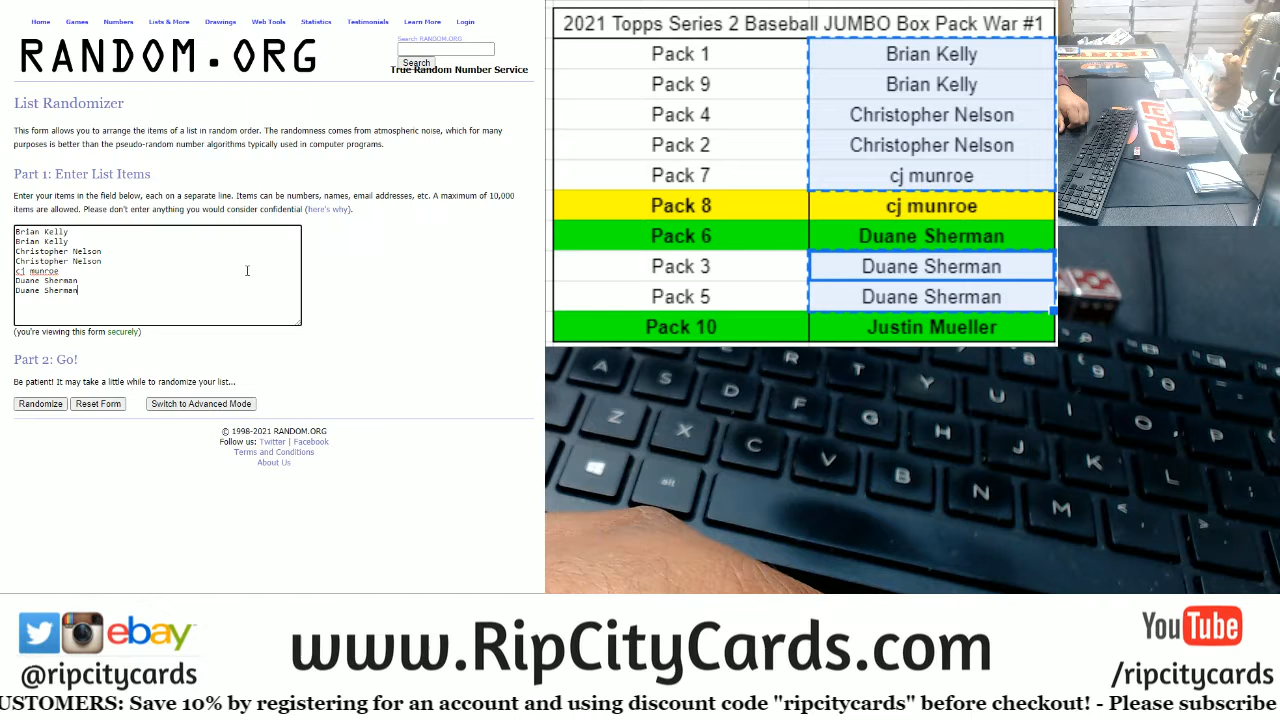 Home Games Numbers Lists & More Drawings Web Tools Statistics Testimonials Learn More Login
RANDOM.ORG
Search RANDOM.ORG
Search
True Random Number Service
List Randomizer
This form allows you to arrange the items of a list in random order. The randomness comes from atmospheric noise, which for many
purposes is better than the pseudo-random number algorithms typically used in computer programs.
Part 1: Enter List Items
Enter your items in the field below, each on a separate line. Items can be numbers, names, email addresses, etc. A maximum of 10,000
items are allowed. Please don't enter anything you would consider confidential (here's why).
Brian Kelly
Brian Kelly
Christopher Nelson
Christopher Nelson
cj munroe
Duane Sherman
Duane Sherman
(you're viewing this form securely)
Part 2: Go!
Be patient! It may take a little while to randomize your list...
Randomize Reset Form Switch to Advanced Mode
© 1998-2021 RANDOM.ORG
Follow us: Twitter | Facebook
Terms and Conditions
About Us
2021 Topps Series 2 Baseball JUMBO Box Pack War #1
Pack 1 Brian Kelly
Pack 9 Brian Kelly
Pack 4 Christopher Nelson
Pack 2 Christopher Nelson
Pack 7 cj munroe
Pack 8 cj munroe
Pack 6 Duane Sherman
Pack 3 Duane Sherman
Pack 5 Duane Sherman
Pack 10 Justin Mueller
TOPPS
R T Y U I O P
A S D F G H J K L
Z X C V B N M
alt
ebay
@ripcitycards
www.RipCityCards.com
YouTube
/ripcitycards
USTOMERS: Save 10% by registering for an account and using discount code "ripcitycards" before checkout! - Please subscribe